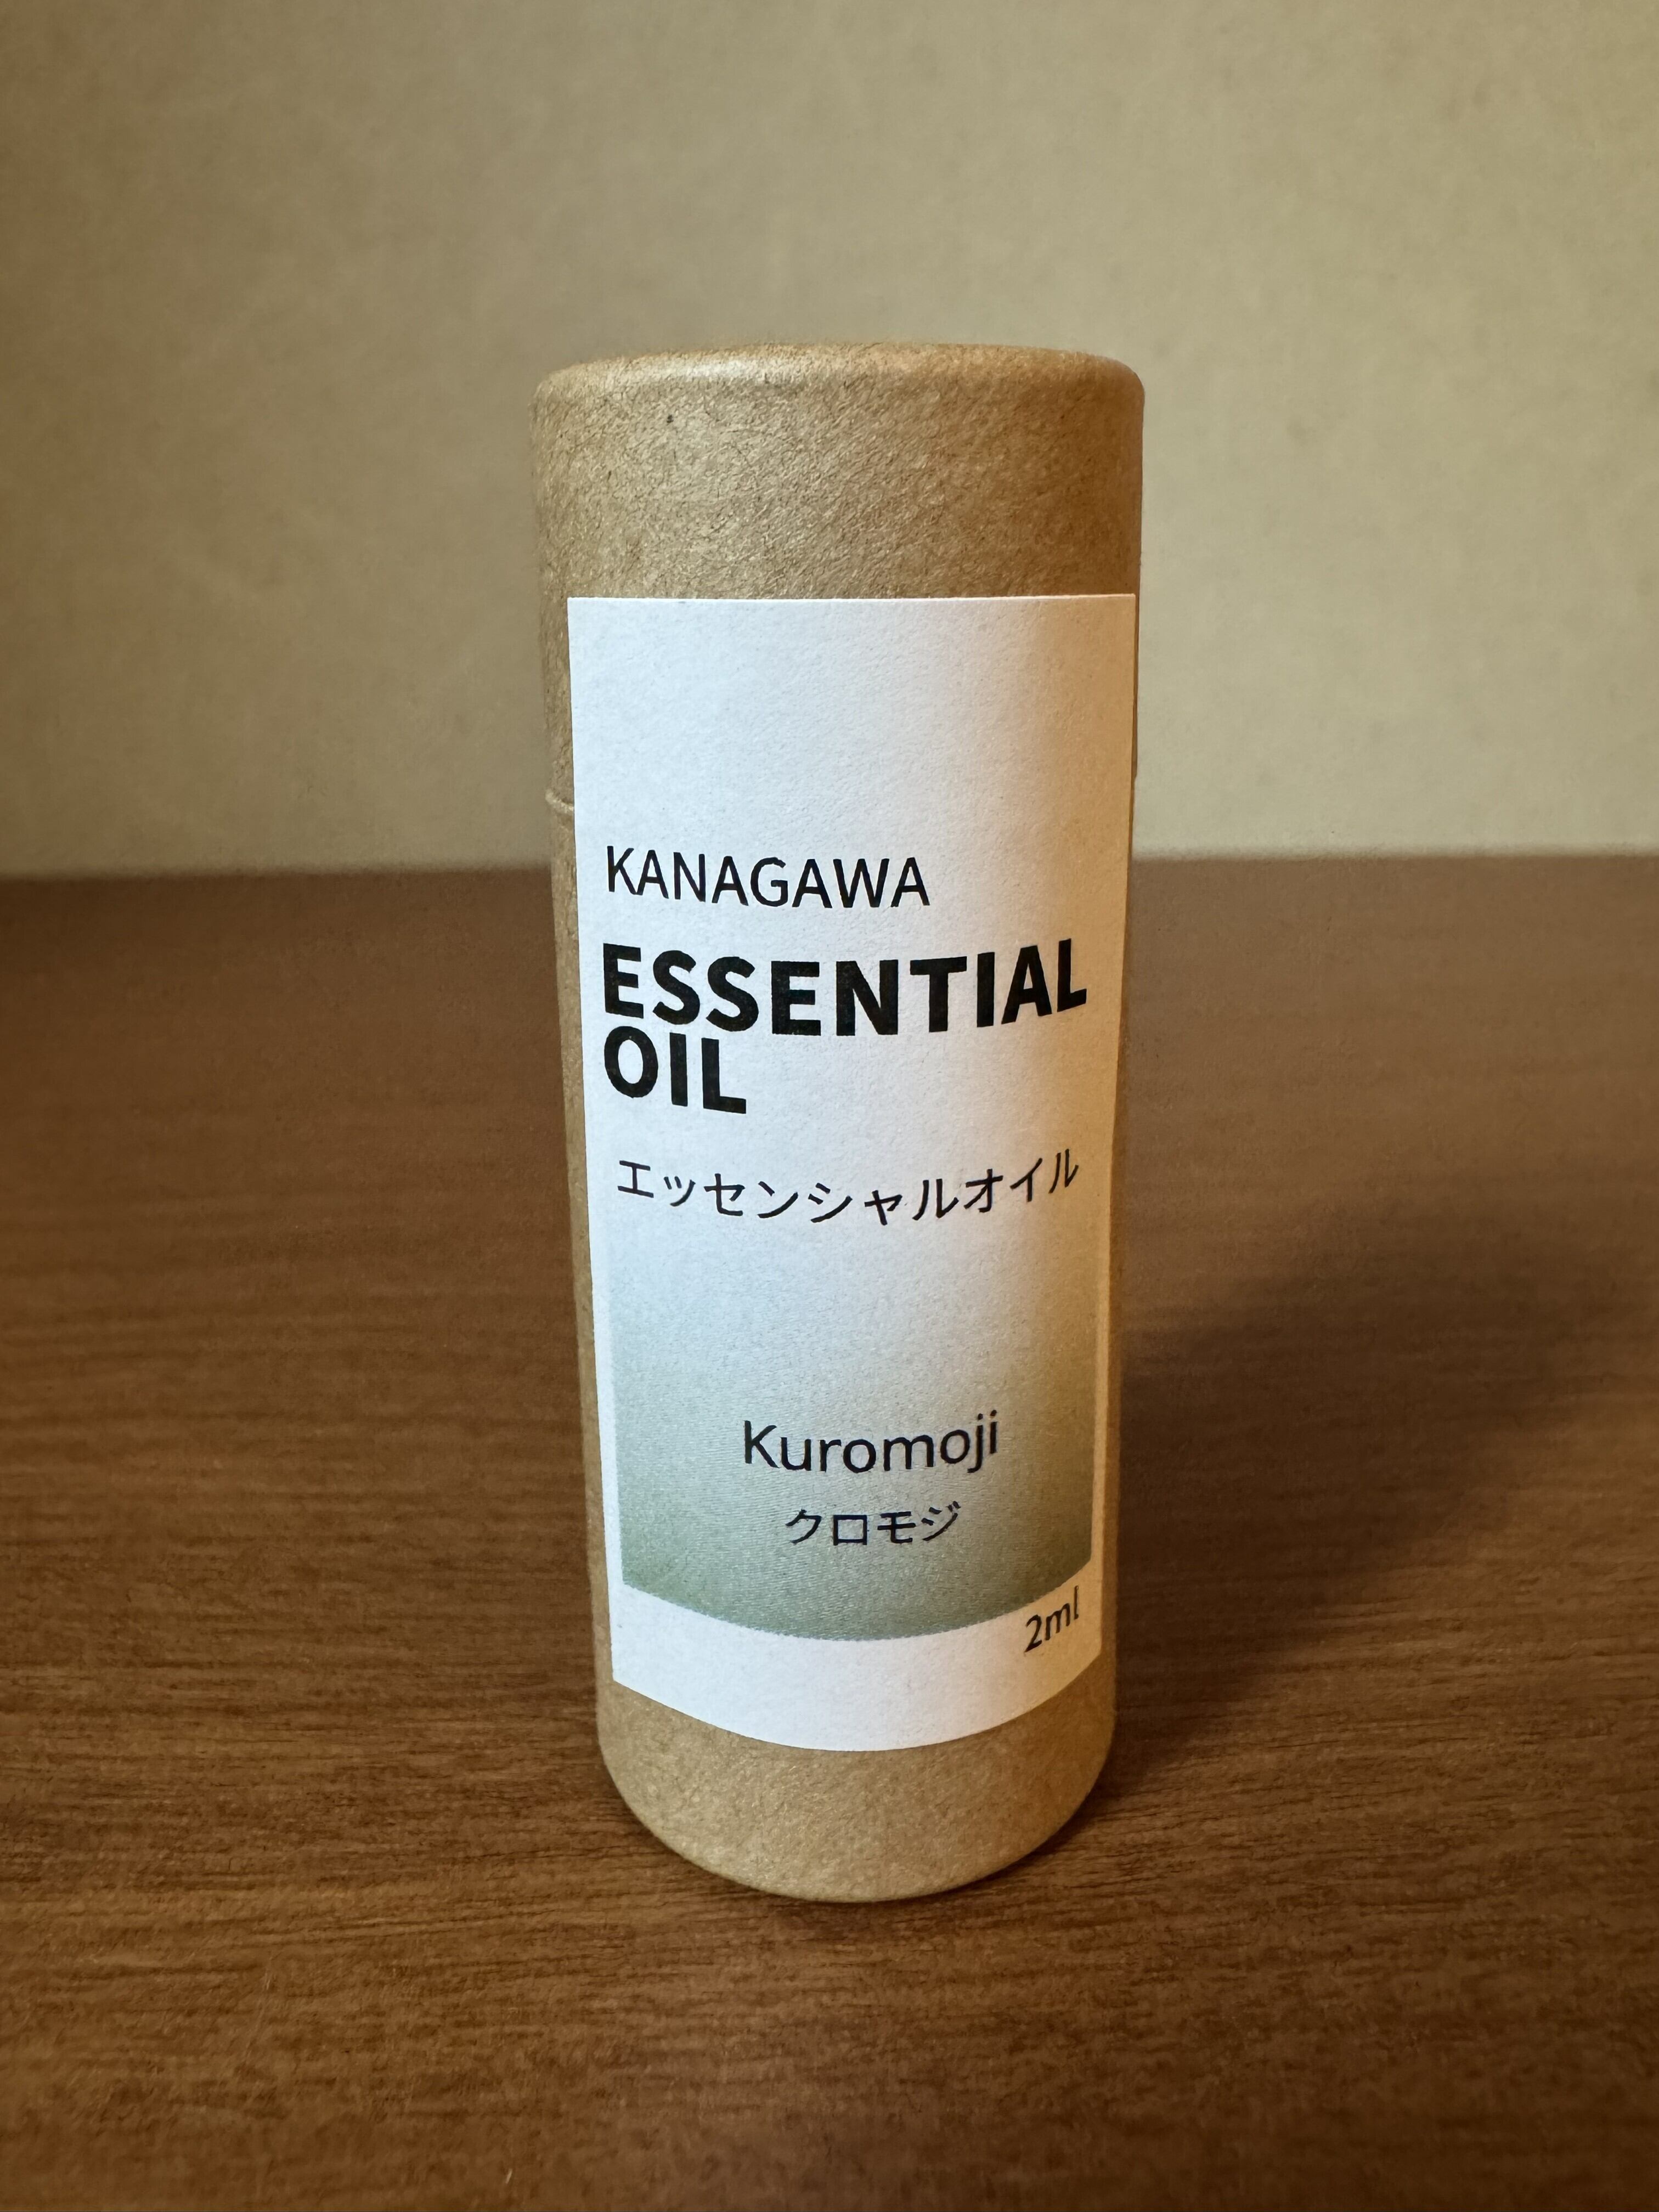 KANAGAWA
ESSENTIAL
OIL
エッセンシャルオイル
Kuromoji
クロモジ
2ml